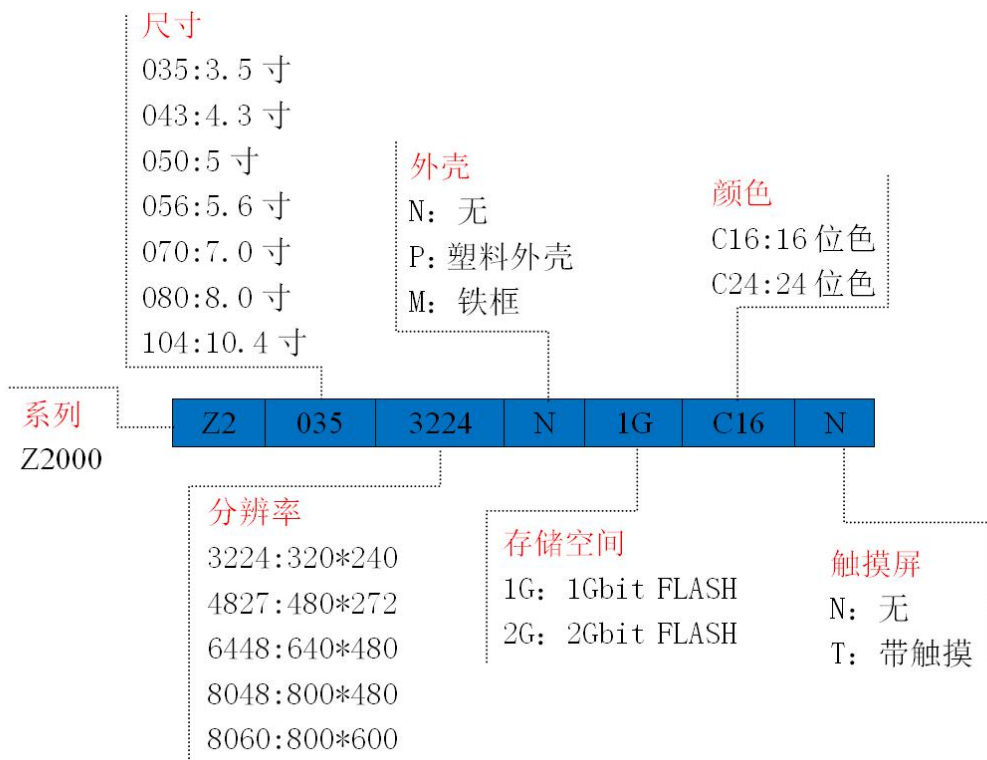 尺寸
035:3.5 寸
043:4.3 寸
050:5 寸
056:5.6 寸
070:7.0 寸
080:8.0 寸
104:10.4 寸
外壳
N: 无
P: 塑料外壳
M: 铁框
颜色
C16:16 位色
C24:24 位色
系列
Z2000
Z2 035 3224 N 1G C16 N
分辨率
3224:320*240
4827:480*272
6448:640*480
8048:800*480
8060:800*600
存储空间
1G: 1Gbit FLASH
2G: 2Gbit FLASH
触摸屏
N: 无
T: 带触摸